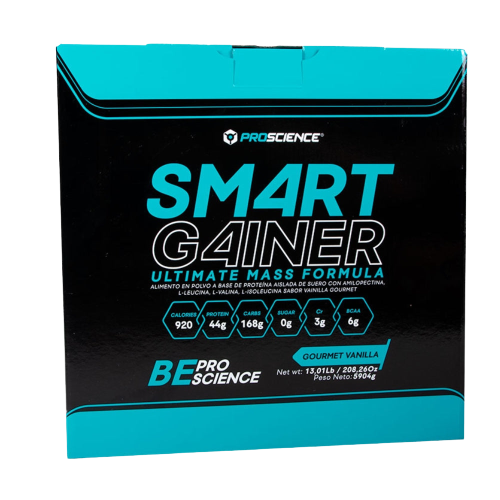 PROSCIENCE®
SM4RT
G4INER
ULTIMATE MASS FORMULA
ALIMENTO EN POLVO A BASE DE PROTEÍNA AISLADA DE SUERO CON AMILOPECTINA,
L-LEUCINA, L-VALINA, L-ISOLEUCINA SABOR VAINILLA GOURMET
CALORIES PROTEIN CARBS SUGAR Cr BCAA
920 44g 168g 0g 3g 6g
BE PRO SCIENCE
GOURMET VANILLA
Net wt: 13,01Lb / 208,26Oz
Peso Neto: 5904g